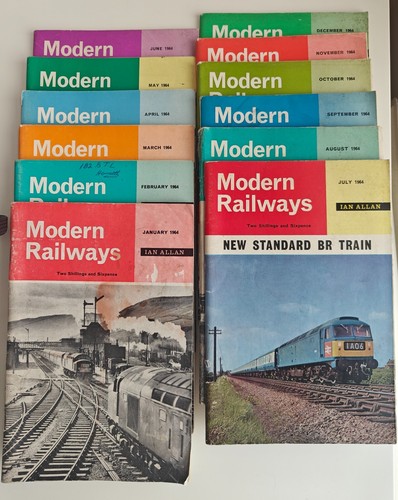 Modern
JUNE 1964
Modern
MAY 1964
Modern
APRIL 1964
Modern
MARCH 1964
Modern
FEBRUARY 1964
Modern
Railways
JANUARY 1964
IAN ALLAN
Two Shillings and Sixpence
DECEMBER 1964
Modern
NOVEMBER 1964
Modern
OCTOBER 1964
Modern
SEPTEMBER 1964
Modern
AUGUST 1964
Modern
Railways
JULY 1964
IAN ALLAN
Two Shillings and Sixpence
NEW STANDARD BR TRAIN
1A06